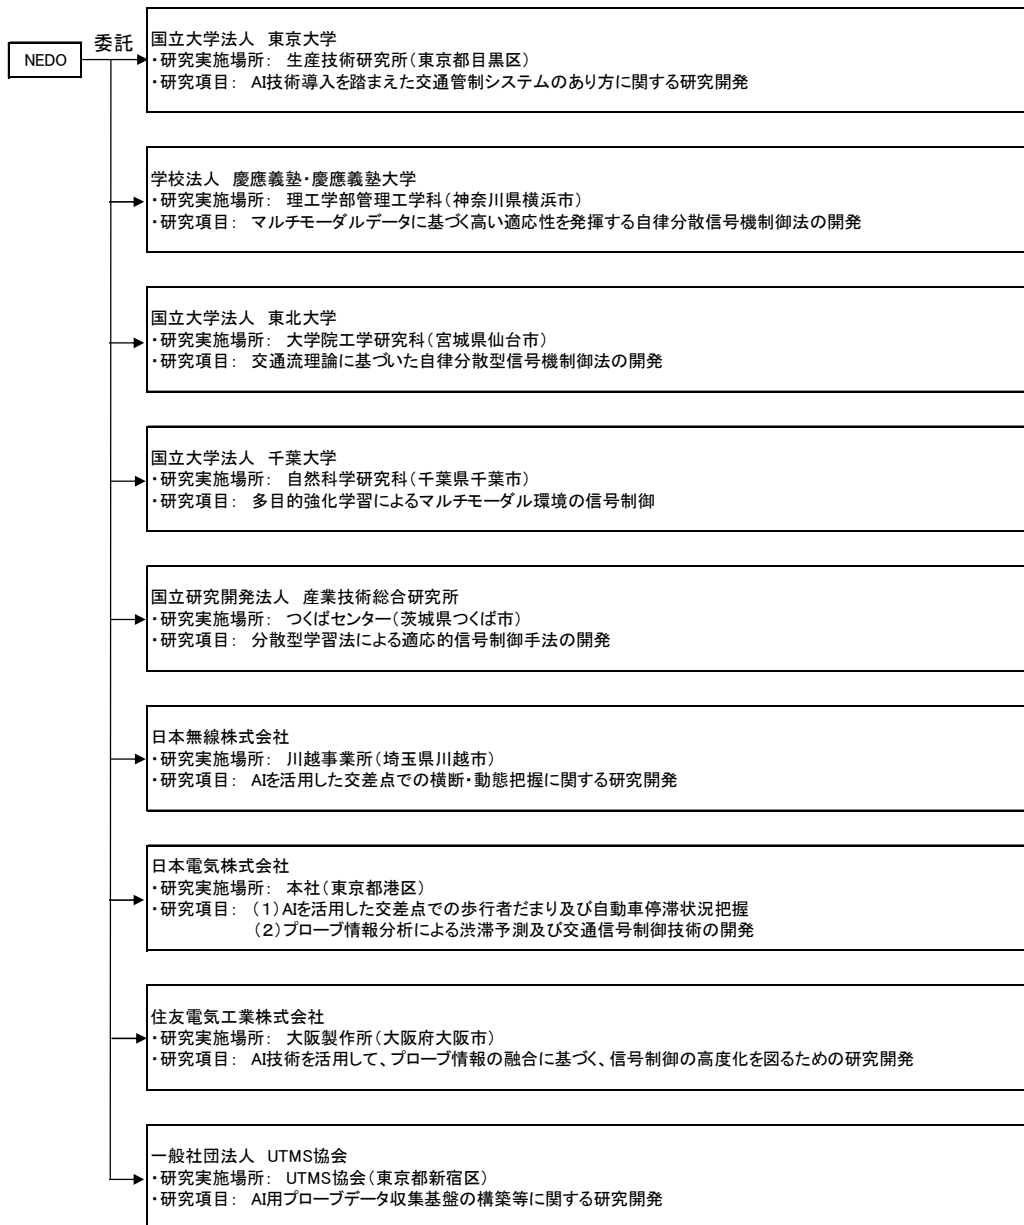 NEDO
委託
国立大学法人 東京大学
・研究実施場所： 生産技術研究所（東京都目黒区）
・研究項目： AI技術導入を踏まえた交通管制システムのあり方に関する研究開発
学校法人 慶應義塾・慶應義塾大学
・研究実施場所： 理工学部管理工学科（神奈川県横浜市）
・研究項目： マルチモーダルデータに基づく高い適応性を発揮する自律分散信号機制御法の開発
国立大学法人 東北大学
・研究実施場所： 大学院工学研究科（宮城県仙台市）
・研究項目： 交通流理論に基づいた自律分散型信号機制御法の開発
国立大学法人 千葉大学
・研究実施場所： 自然科学研究科（千葉県千葉市）
・研究項目： 多目的強化学習によるマルチモーダル環境の信号制御
国立研究開発法人 産業技術総合研究所
・研究実施場所： つくばセンター（茨城県つくば市）
・研究項目： 分散型学習法による適応的信号制御手法の開発
日本無線株式会社
・研究実施場所： 川越事業所（埼玉県川越市）
・研究項目： AIを活用した交差点での横断・動態把握に関する研究開発
日本電気株式会社
・研究実施場所： 本社（東京都港区）
・研究項目： （１）AIを活用した交差点での歩行者だまり及び自動車停滞状況把握
（２）プローブ情報分析による渋滞予測及び交通信号制御技術の開発
住友電気工業株式会社
・研究実施場所： 大阪製作所（大阪府大阪市）
・研究項目： AI技術を活用して、プローブ情報の融合に基づく、信号制御の高度化を図るための研究開発
一般社団法人 UTMS協会
・研究実施場所： UTMS協会（東京都新宿区）
・研究項目： AI用プローブデータ収集基盤の構築等に関する研究開発